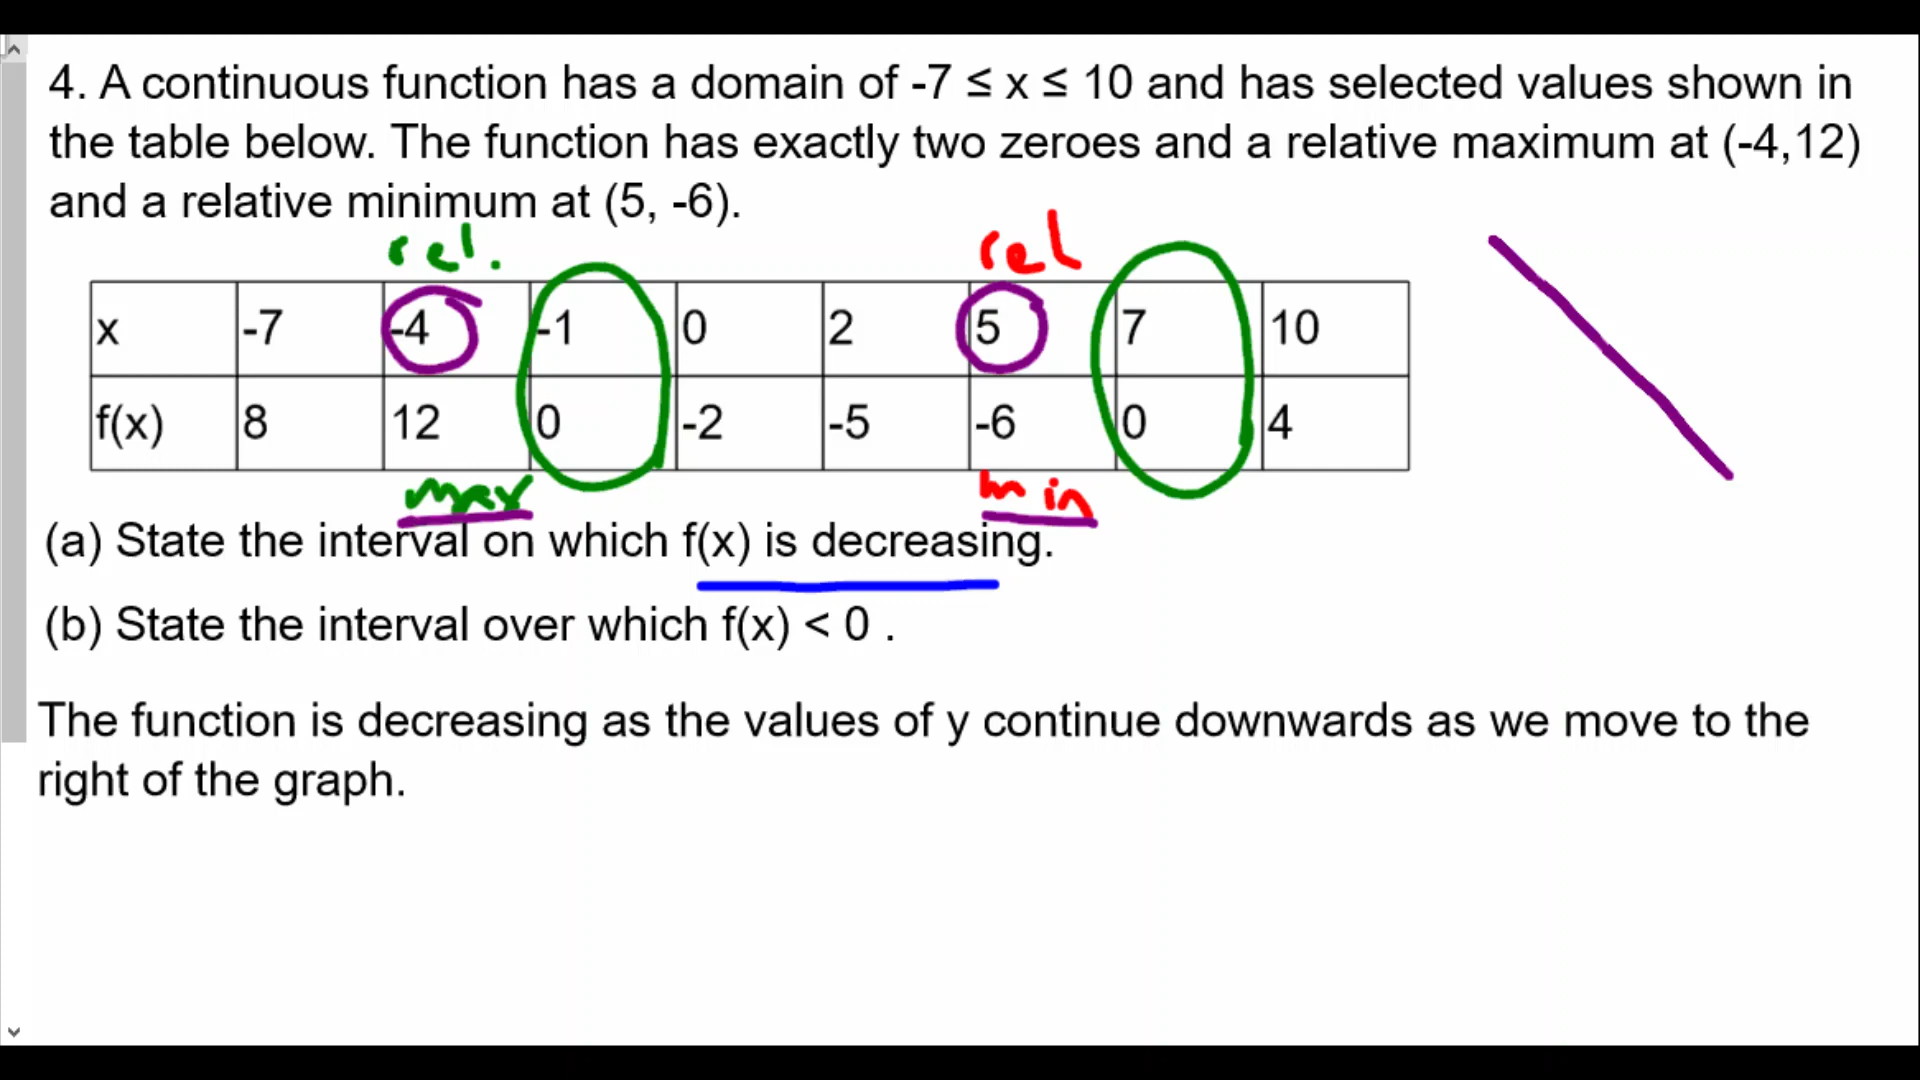 4. A continuous function has a domain of -7 ≤ x ≤ 10 and has selected values shown in
the table below. The function has exactly two zeroes and a relative maximum at (-4,12)
and a relative minimum at (5, -6).
rel. rel
x -7 -4 -1 0 2 5 7 10
f(x) 8 12 0 -2 -5 -6 0 4
max min
(a) State the interval on which f(x) is decreasing.
(b) State the interval over which f(x) < 0 .
The function is decreasing as the values of y continue downwards as we move to the
right of the graph.